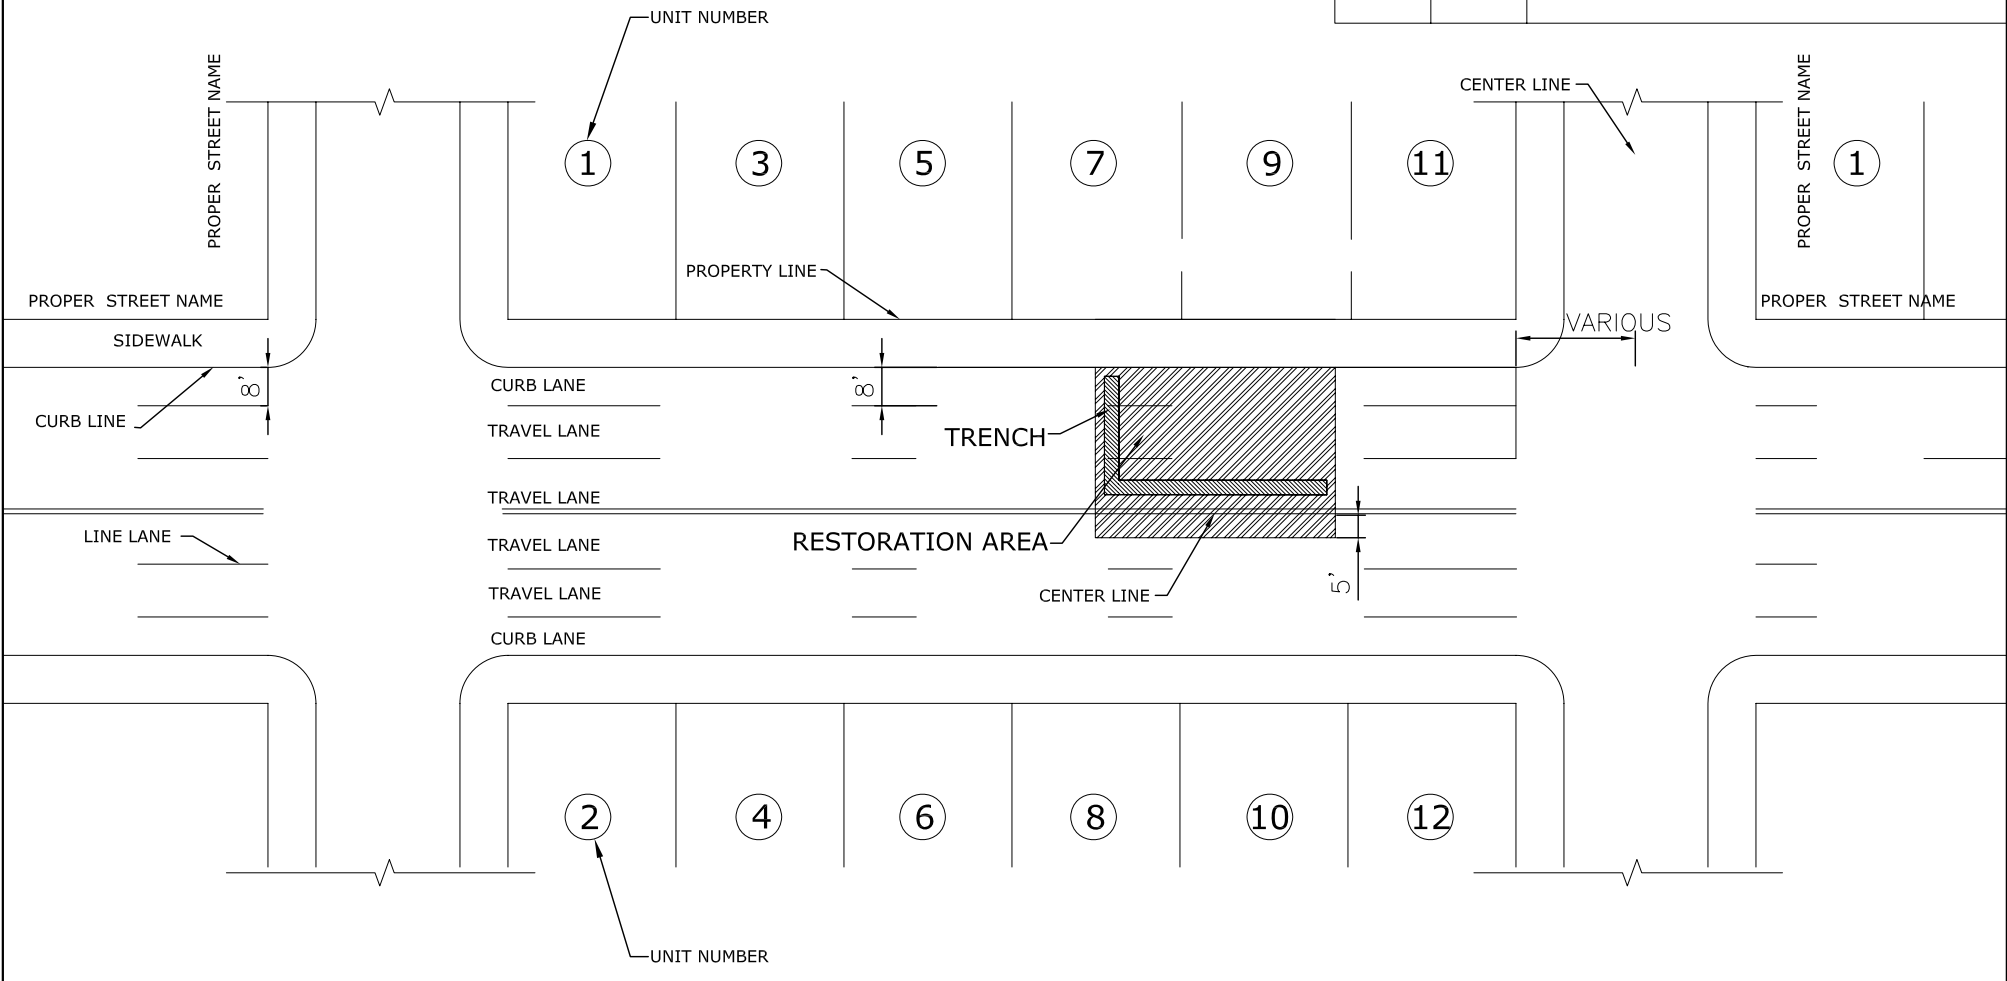 UNIT NUMBER
PROPER STREET NAME
CENTER LINE
PROPER STREET NAME
1
3
5
7
9
11
1
PROPERTY LINE
PROPER STREET NAME
PROPER STREET NAME
VARIOUS
SIDEWALK
8'
CURB LANE
8'
CURB LINE
TRAVEL LANE
TRENCH
TRAVEL LANE
LINE LANE
TRAVEL LANE
RESTORATION AREA
5'
TRAVEL LANE
CENTER LINE
CURB LANE
2
4
6
8
10
12
UNIT NUMBER